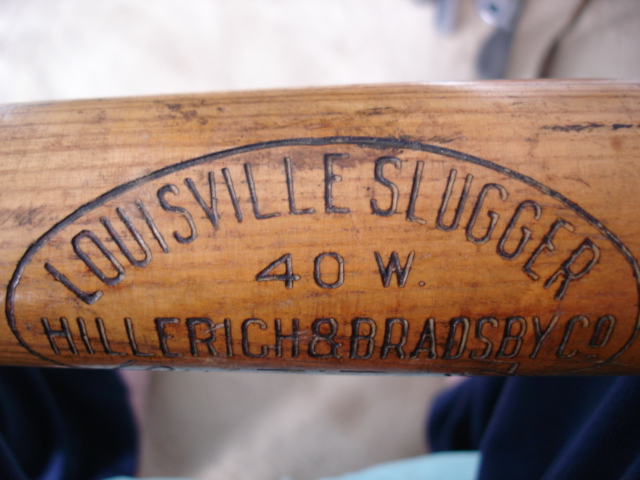 LOUISVILLE SLUGGER
40 W.
HILLERICH & BRADSBY CO